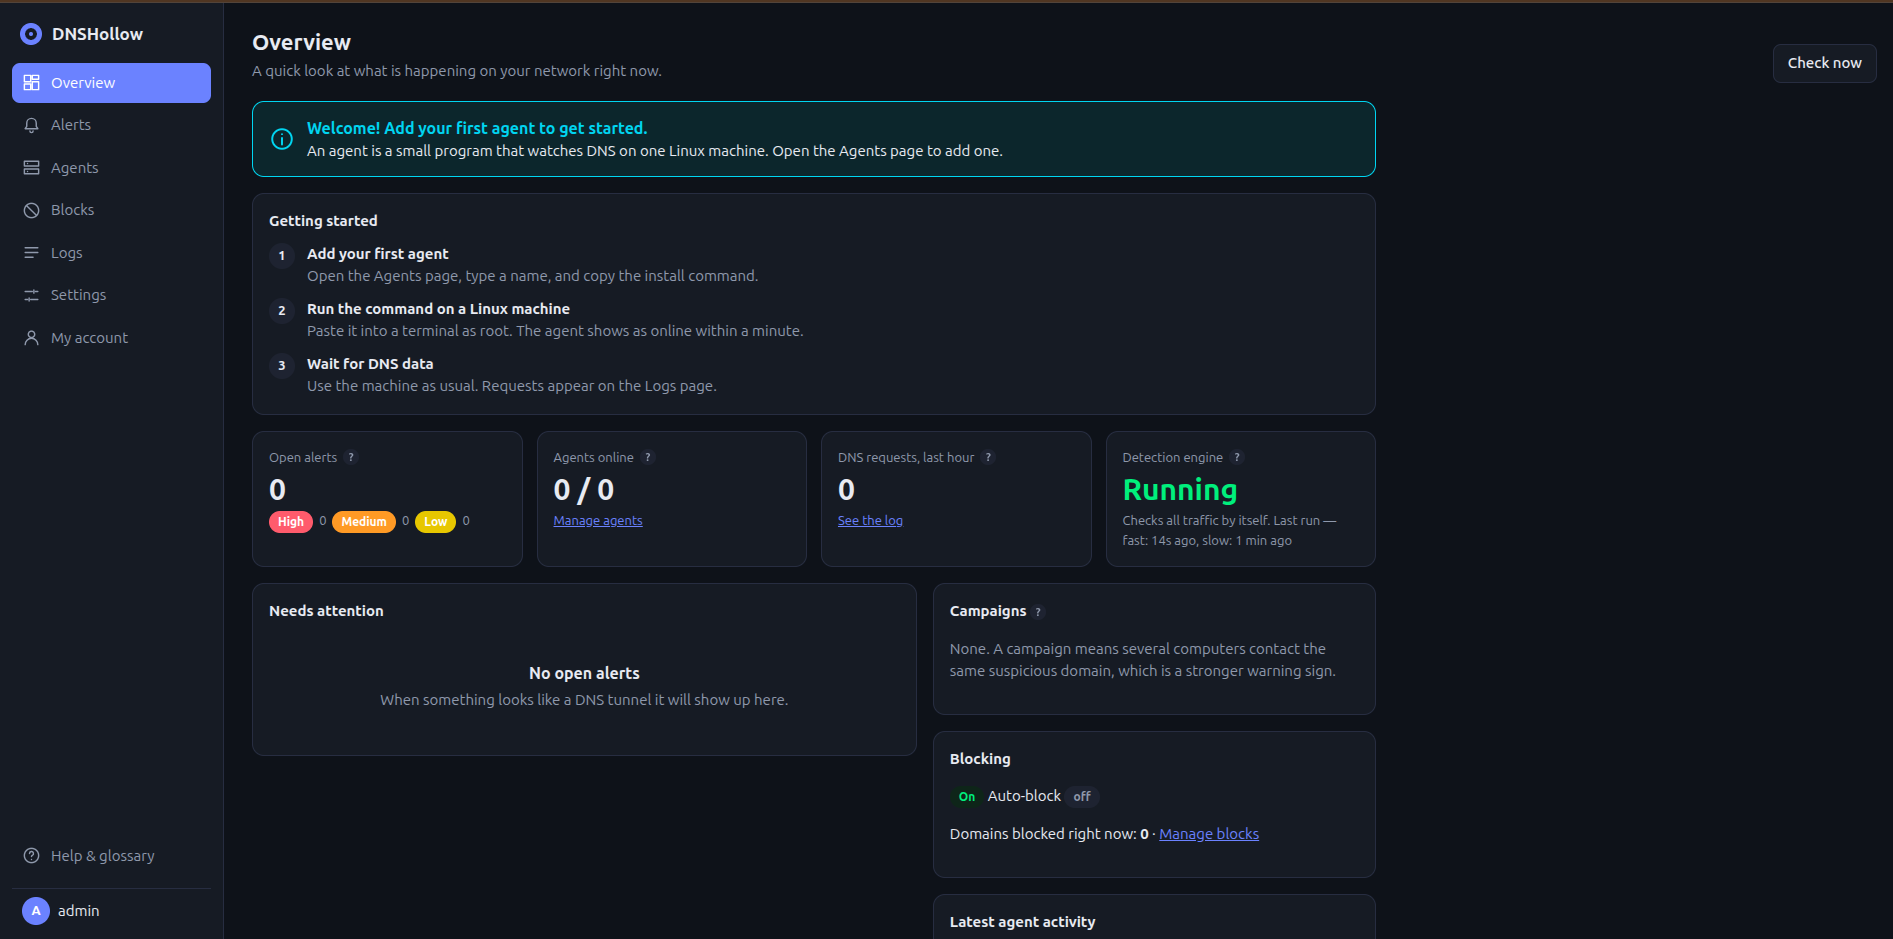 DNSHollow
Overview
Alerts
Agents
Blocks
Logs
Settings
My account
Help & glossary
A admin
Overview
A quick look at what is happening on your network right now.
Check now
Welcome! Add your first agent to get started.
An agent is a small program that watches DNS on one Linux machine. Open the Agents page to add one.
Getting started
1 Add your first agent
Open the Agents page, type a name, and copy the install command.
2 Run the command on a Linux machine
Paste it into a terminal as root. The agent shows as online within a minute.
3 Wait for DNS data
Use the machine as usual. Requests appear on the Logs page.
Open alerts ?
0
High 0 Medium 0 Low 0
Agents online ?
0 / 0
Manage agents
DNS requests, last hour ?
0
See the log
Detection engine ?
Running
Checks all traffic by itself. Last run —
fast: 14s ago, slow: 1 min ago
Needs attention
No open alerts
When something looks like a DNS tunnel it will show up here.
Campaigns ?
None. A campaign means several computers contact the
same suspicious domain, which is a stronger warning sign.
Blocking
On Auto-block off
Domains blocked right now: 0 · Manage blocks
Latest agent activity